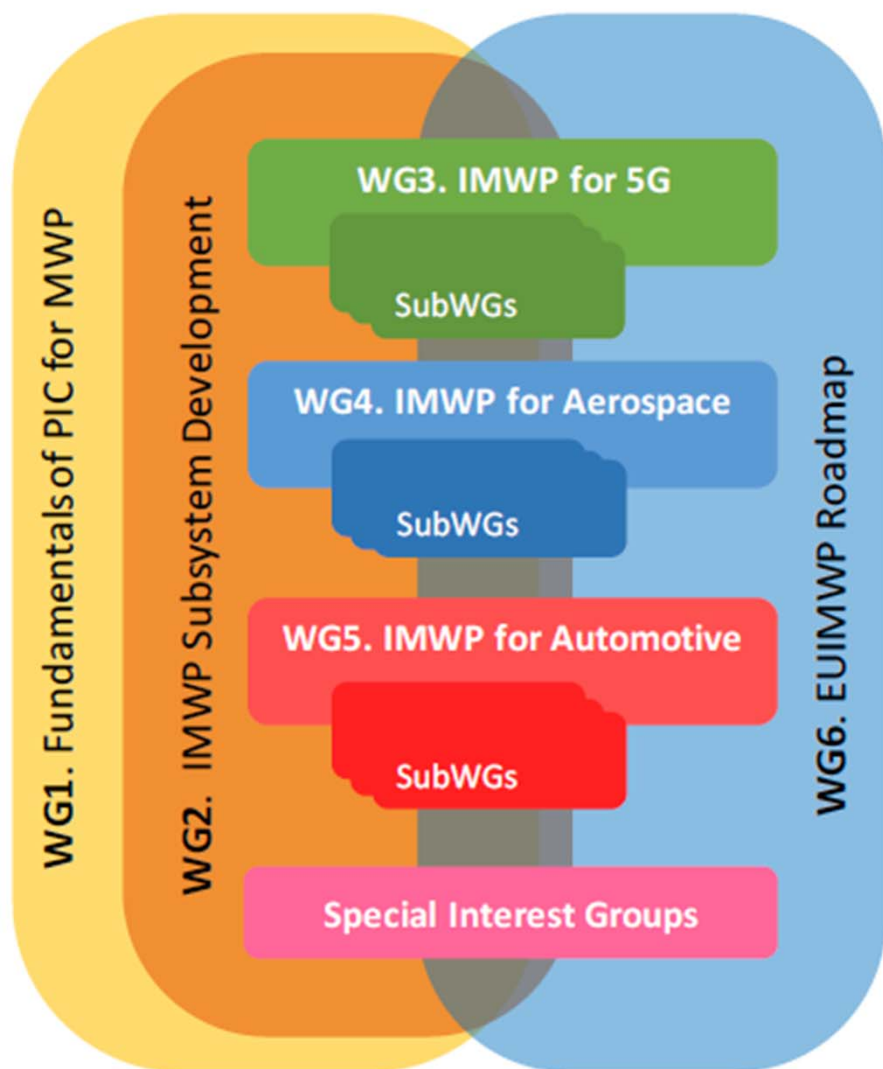 WG1. Fundamentals of PIC for MWP
WG2. IMWP Subsystem Development
WG3. IMWP for 5G
SubWGs
WG4. IMWP for Aerospace
SubWGs
WG5. IMWP for Automotive
SubWGs
Special Interest Groups
WG6. EUIMWP Roadmap